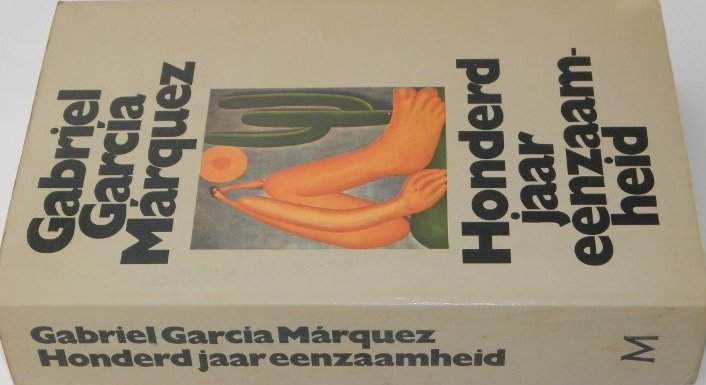 Gabriel
García
Márquez
Honderd
jaar
eenzaam-
heid
Gabriel García Márquez
Honderd jaar eenzaamheid
M